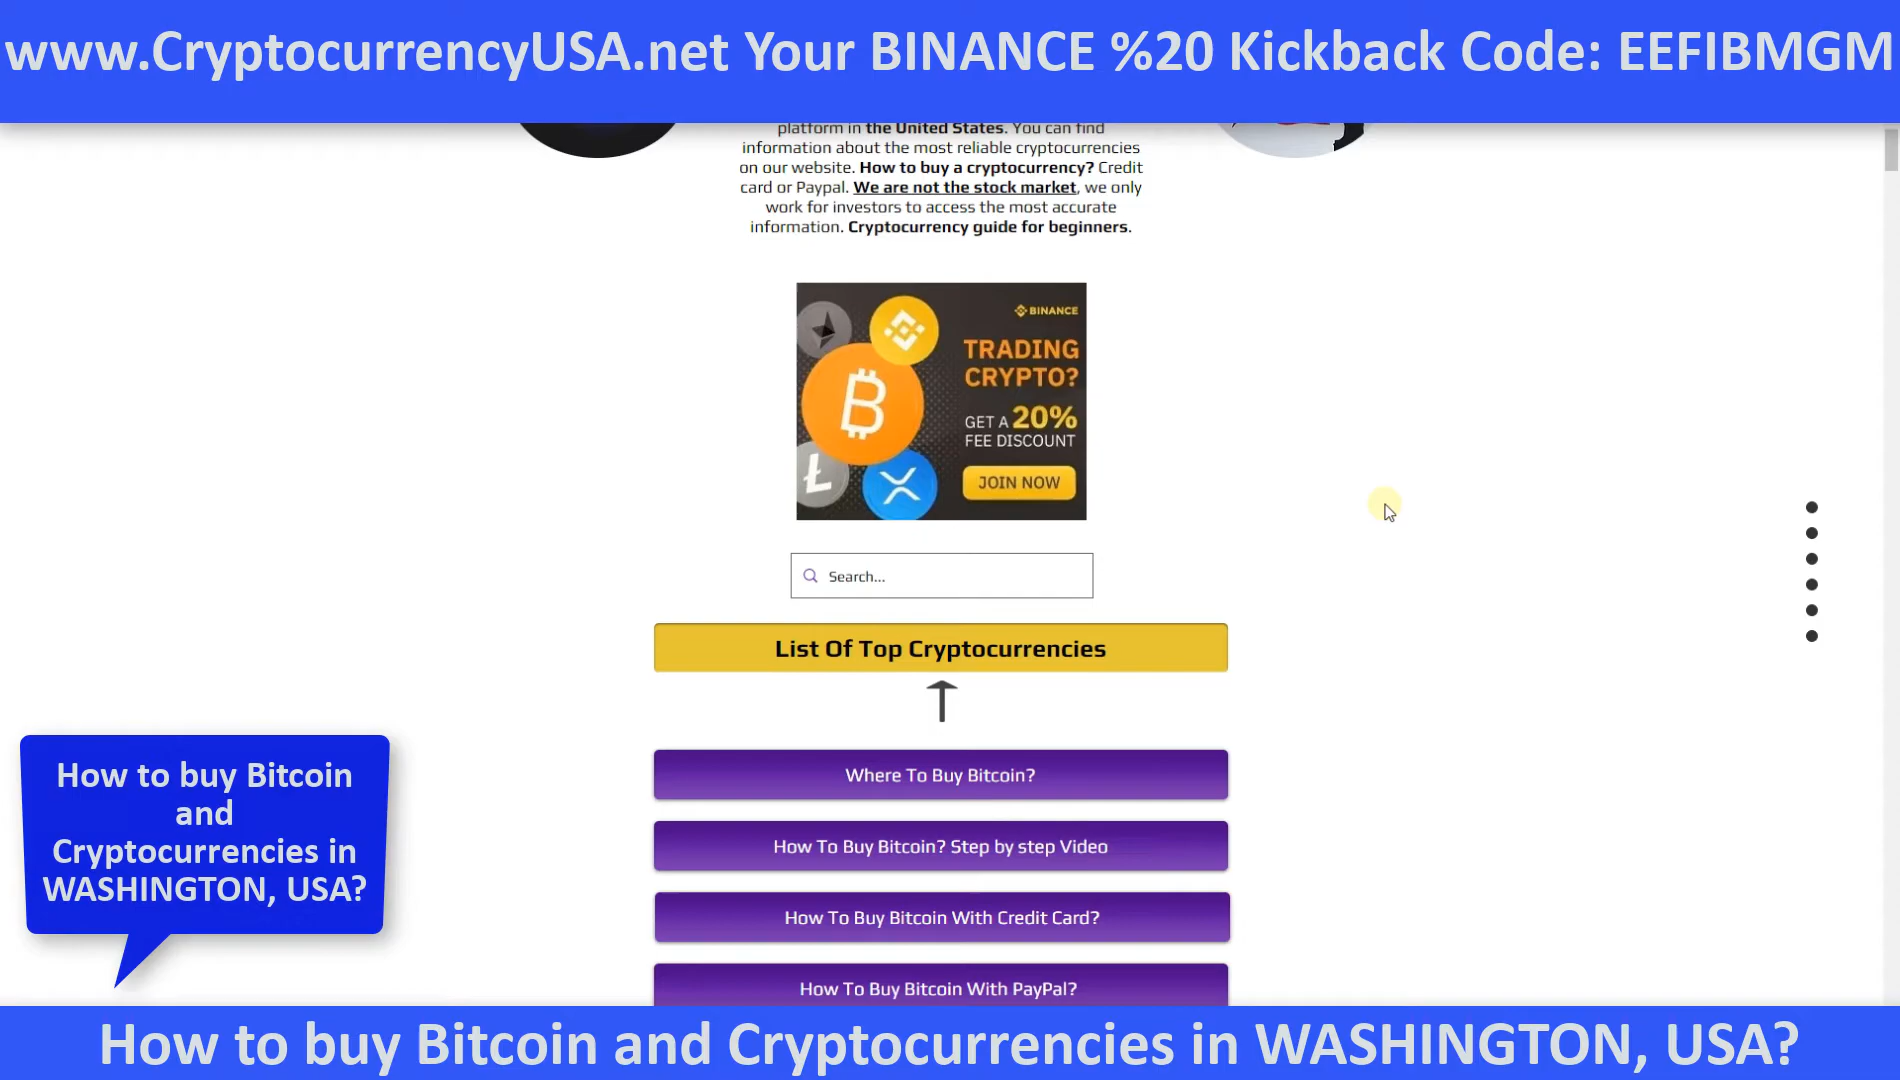 www.CryptocurrencyUSA.net Your BINANCE %20 Kickback Code: EEFIBMGM
platform in the United States. You can find
information about the most reliable cryptocurrencies
on our website. How to buy a cryptocurrency? Credit
card or Paypal. We are not the stock market, we only
work for investors to access the most accurate
information. Cryptocurrency guide for beginners.
BINANCE
TRADING
CRYPTO?
GET A 20%
FEE DISCOUNT
JOIN NOW
Search...
List Of Top Cryptocurrencies
Where To Buy Bitcoin?
How To Buy Bitcoin? Step by step Video
How To Buy Bitcoin With Credit Card?
How To Buy Bitcoin With PayPal?
How to buy Bitcoin
and
Cryptocurrencies in
WASHINGTON, USA?
How to buy Bitcoin and Cryptocurrencies in WASHINGTON, USA?